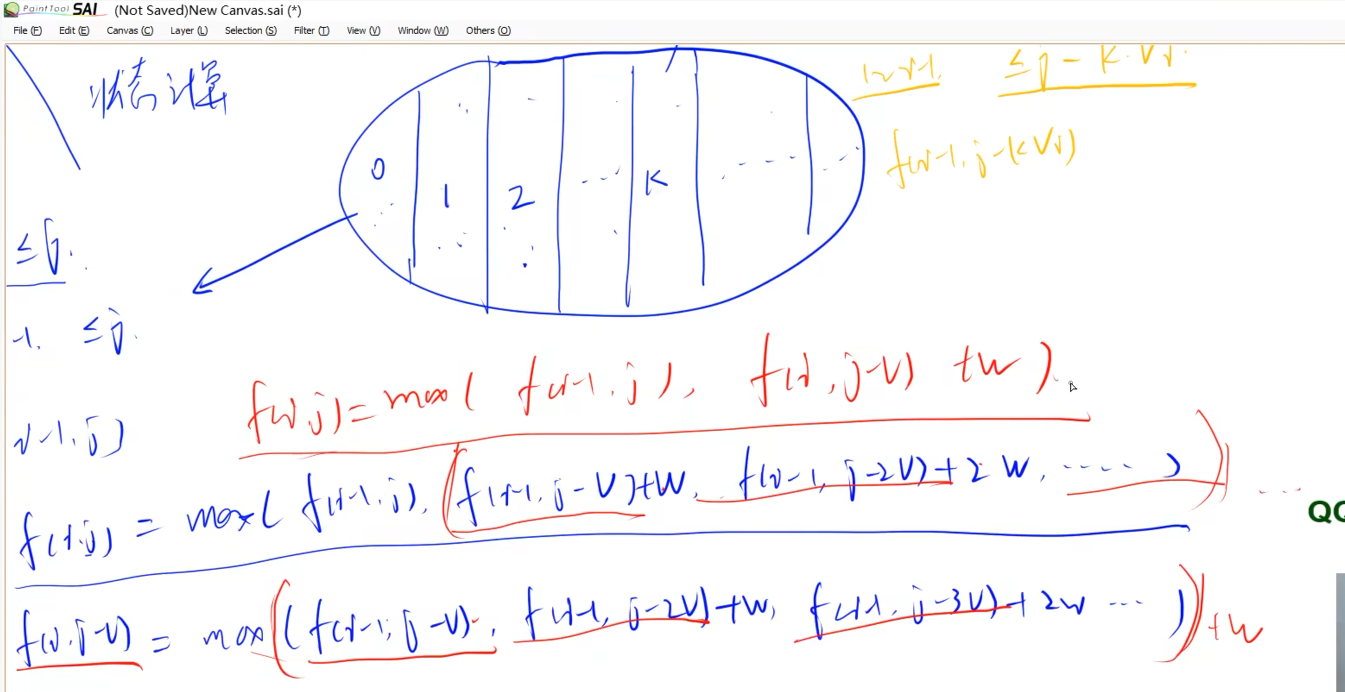 PaintTool SAI (Not Saved)New Canvas.sai (*)
File (F) Edit (E) Canvas (C) Layer (L) Selection (S) Filter (T) View (V) Window (W) Others (O)
状态计算
0 1 2 ... K ....
1~i-1. ≤ j - k·Vi.
f(i-1, j-kVi)
≤j.
-1. ≤j.
i-1, j)
f(i,j)=max( f(i-1, j), f(i, j-v) +w ).
f(i,j) = max( f(i-1,j), f(i-1, j-v)+w, f(i-1, j-2v)+2w, ..... ) ...
f(i,j-v) = max( (f(i-1,j-v), f(i-1, j-2v)+w, f(i-1, j-3v)+2w ... ) )+w
QQ